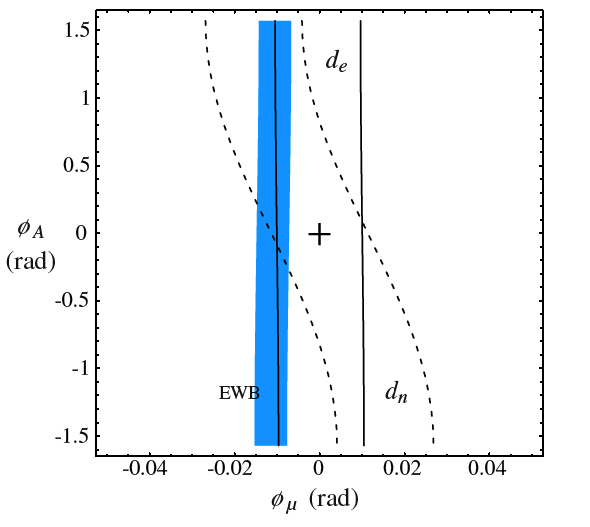 1.5
d_e
1
0.5
ϕ_A
(rad)
0
+
-0.5
-1
EWB
d_n
-1.5
-0.04
-0.02
0
0.02
0.04
ϕ_μ (rad)